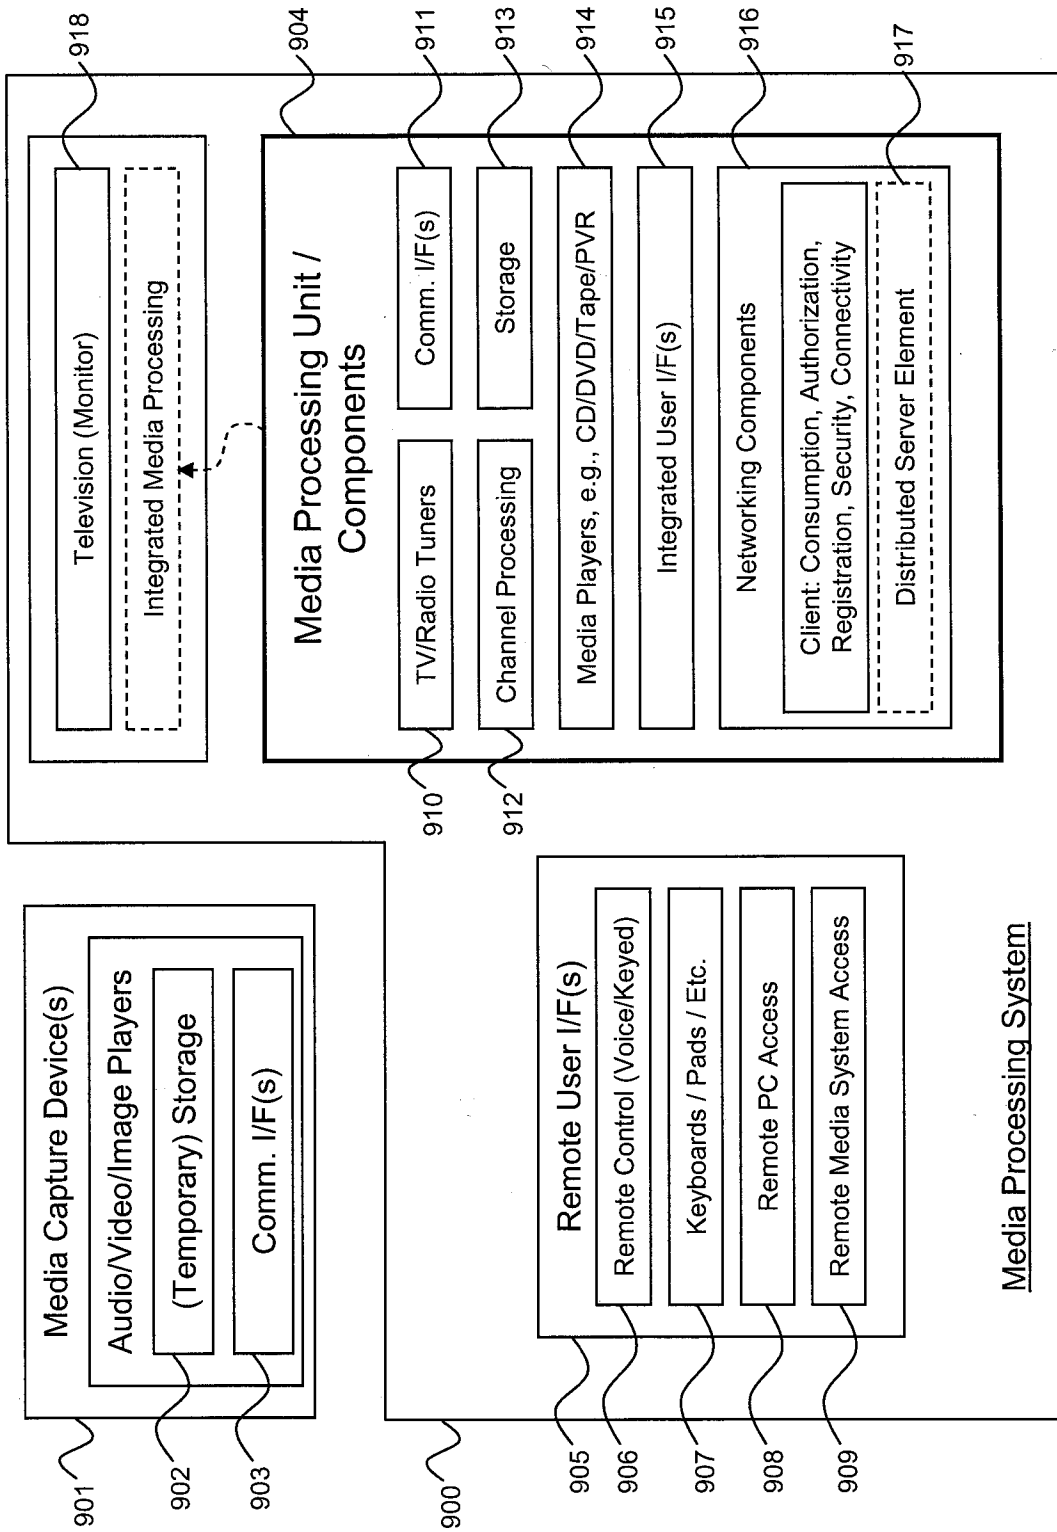 901
Media Capture Device(s)
Audio/Video/Image Players
902
(Temporary) Storage
903
Comm. I/F(s)
900
905
Remote User I/F(s)
906
Remote Control (Voice/Keyed)
907
Keyboards / Pads / Etc.
908
Remote PC Access
909
Remote Media System Access
Media Processing System
918
Television (Monitor)
Integrated Media Processing
904
Media Processing Unit /
Components
910
TV/Radio Tuners
Comm. I/F(s)
911
912
Channel Processing
Storage
913
Media Players, e.g., CD/DVD/Tape/PVR
914
Integrated User I/F(s)
915
Networking Components
916
Client: Consumption, Authorization,
Registration, Security, Connectivity
Distributed Server Element
917